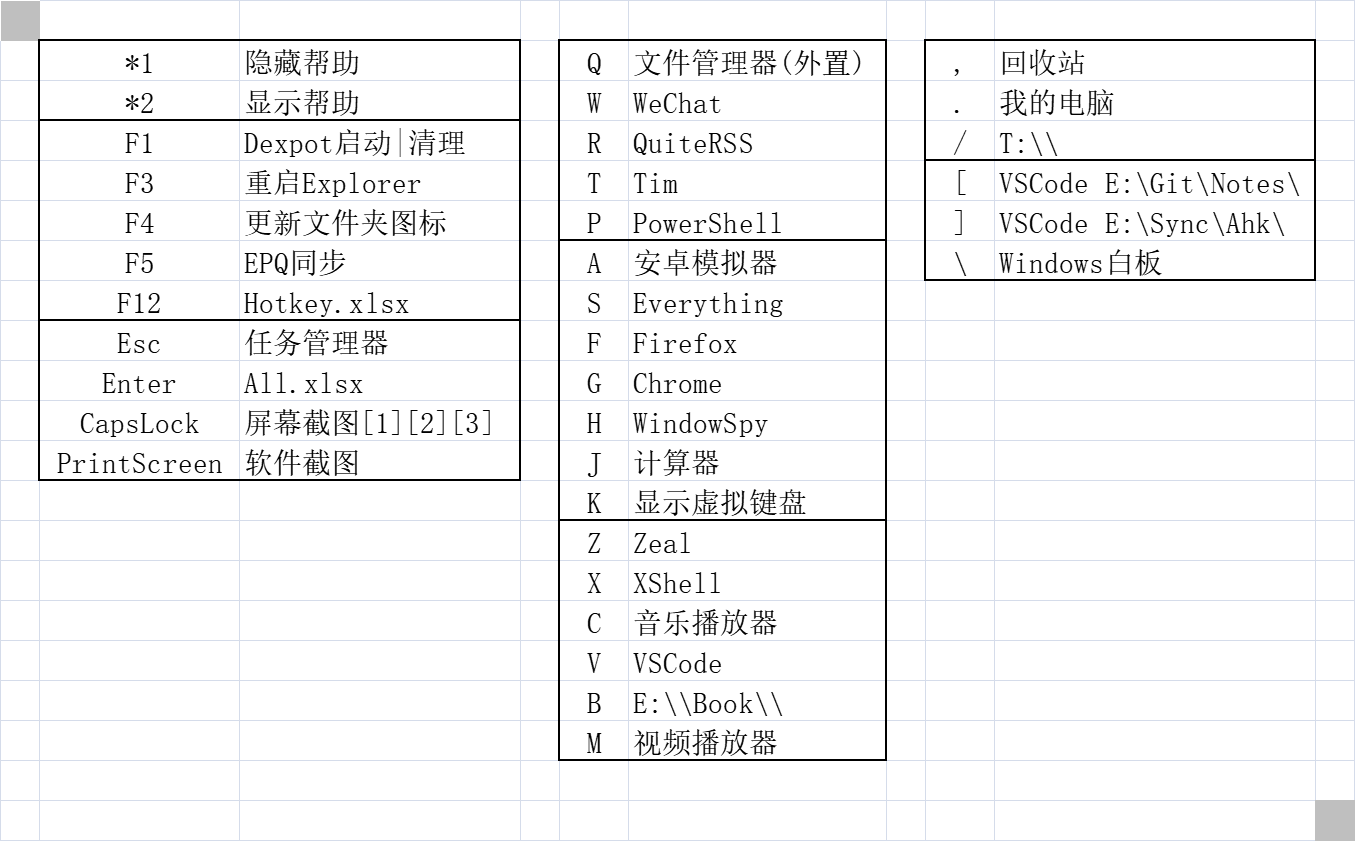 *1 隐藏帮助
*2 显示帮助
F1 Dexpot启动|清理
F3 重启Explorer
F4 更新文件夹图标
F5 EPQ同步
F12 Hotkey.xlsx
Esc 任务管理器
Enter All.xlsx
CapsLock 屏幕截图[1][2][3]
PrintScreen 软件截图
Q 文件管理器(外置)
W WeChat
R QuiteRSS
T Tim
P PowerShell
A 安卓模拟器
S Everything
F Firefox
G Chrome
H WindowSpy
J 计算器
K 显示虚拟键盘
Z Zeal
X XShell
C 音乐播放器
V VSCode
B E:\\Book\\
M 视频播放器
, 回收站
. 我的电脑
/ T:\\
[ VSCode E:\Git\Notes\
] VSCode E:\Sync\Ahk\
\ Windows白板